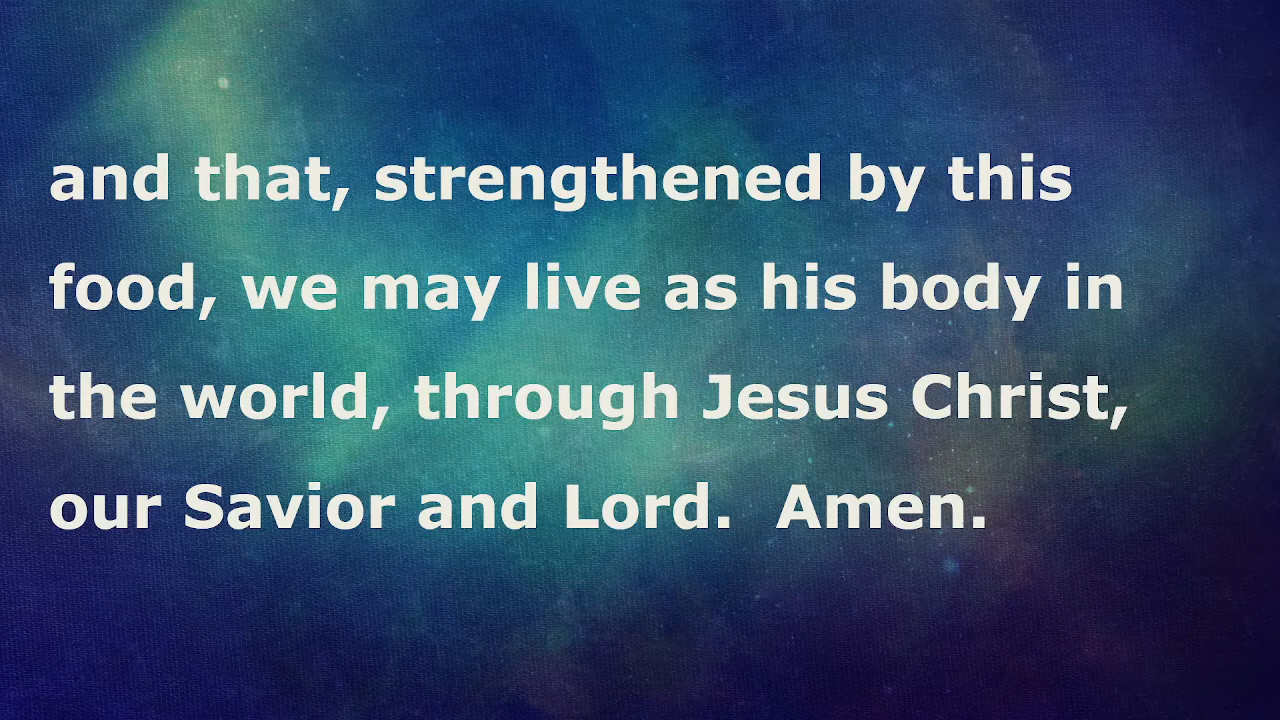 and that, strengthened by this
food, we may live as his body in
the world, through Jesus Christ,
our Savior and Lord.  Amen.